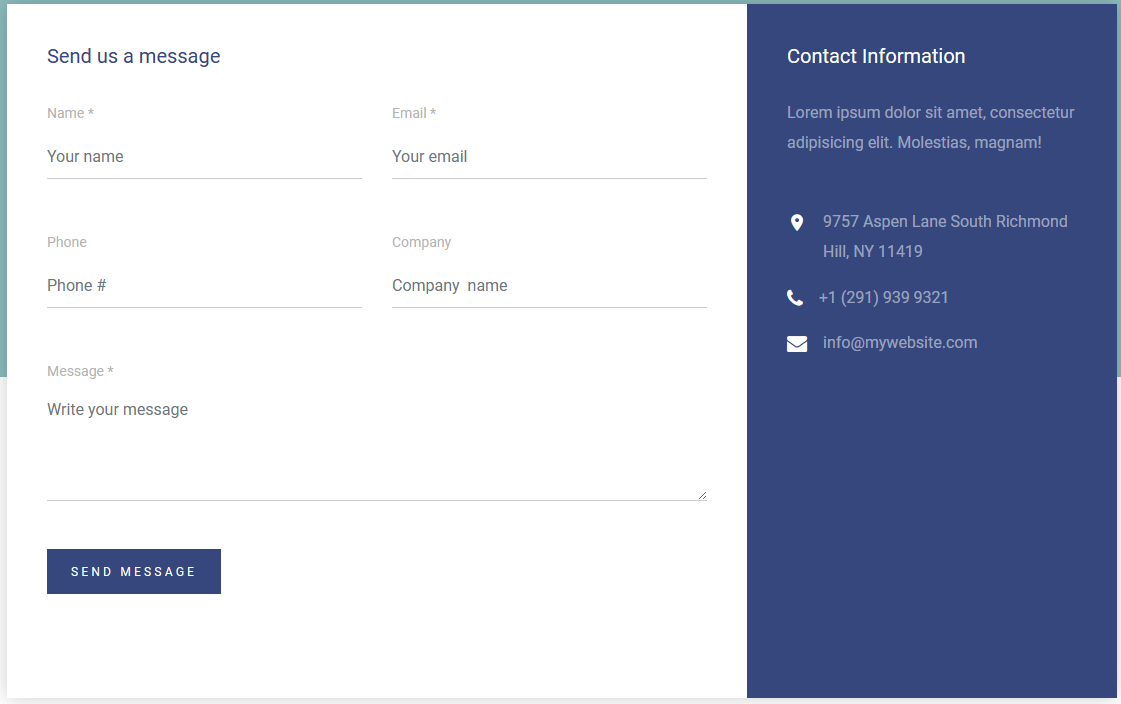 Send us a message
Name *
Email *
Your name
Your email
Phone
Company
Phone #
Company  name
Message *
Write your message
SEND MESSAGE
Contact Information
Lorem ipsum dolor sit amet, consectetur
adipisicing elit. Molestias, magnam!
9757 Aspen Lane South Richmond
Hill, NY 11419
+1 (291) 939 9321
info@mywebsite.com